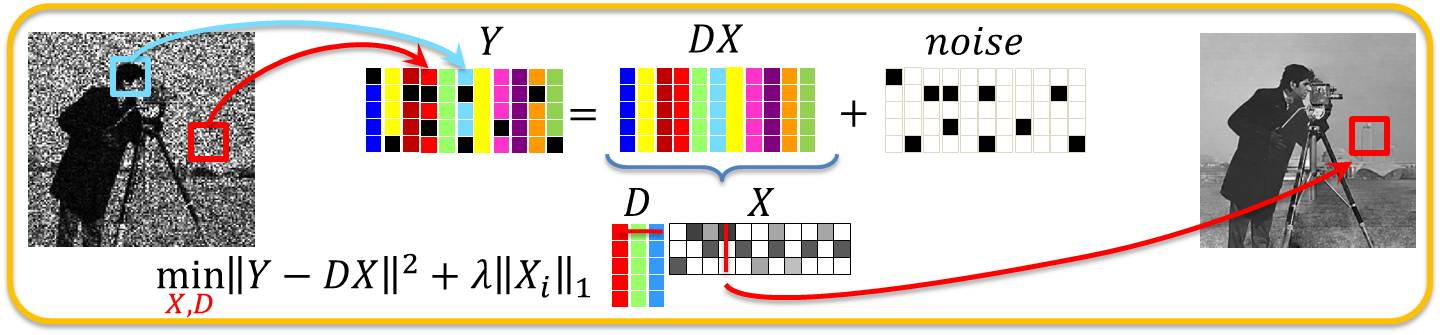 Y = DX + noise
D X
min‖Y − DX‖² + λ‖Xᵢ‖₁
X,D